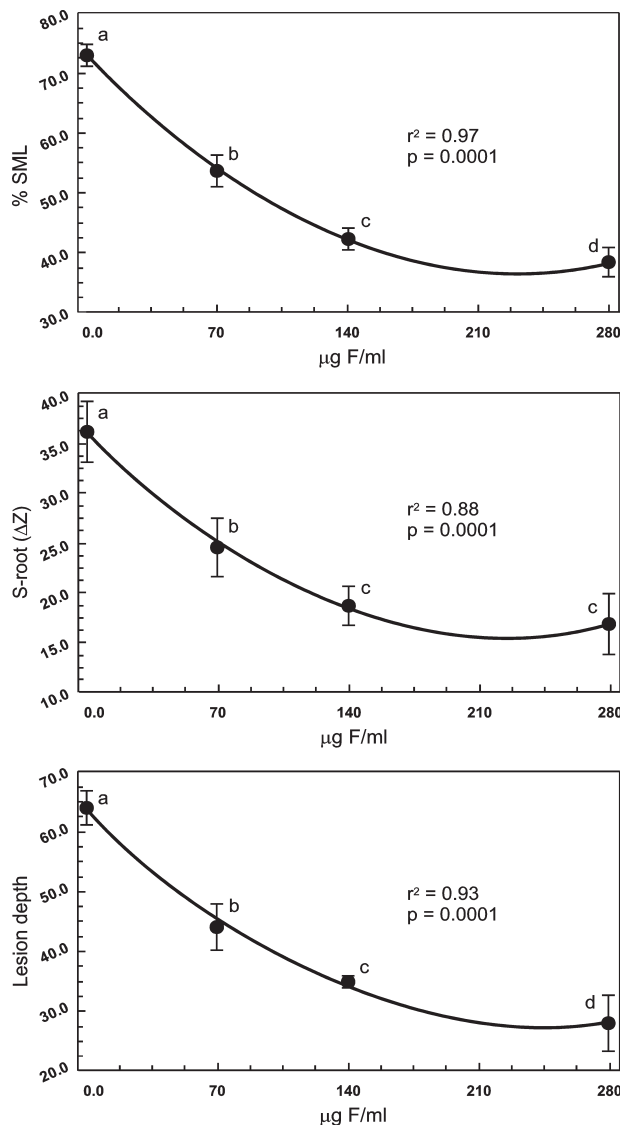 80.0
70.0
60.0
50.0
40.0
30.0
% SML
a
b
c
d
r² = 0.97
p = 0.0001
0.0 70 140 210 280
μg F/ml
40.0
35.0
30.0
25.0
20.0
15.0
10.0
S-root (ΔZ)
a
b
c
c
r² = 0.88
p = 0.0001
0.0 70 140 210 280
μg F/ml
70.0
60.0
50.0
40.0
30.0
20.0
Lesion depth
a
b
c
d
r² = 0.93
p = 0.0001
0.0 70 140 210 280
μg F/ml